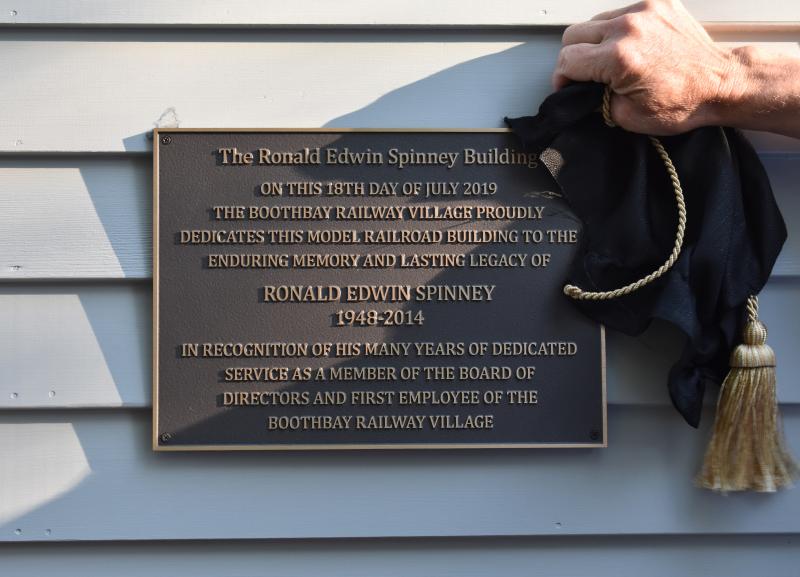 The Ronald Edwin Spinney Building
ON THIS 18TH DAY OF JULY 2019
THE BOOTHBAY RAILWAY VILLAGE PROUDLY
DEDICATES THIS MODEL RAILROAD BUILDING TO THE
ENDURING MEMORY AND LASTING LEGACY OF
RONALD EDWIN SPINNEY
1948-2014
IN RECOGNITION OF HIS MANY YEARS OF DEDICATED
SERVICE AS A MEMBER OF THE BOARD OF
DIRECTORS AND FIRST EMPLOYEE OF THE
BOOTHBAY RAILWAY VILLAGE